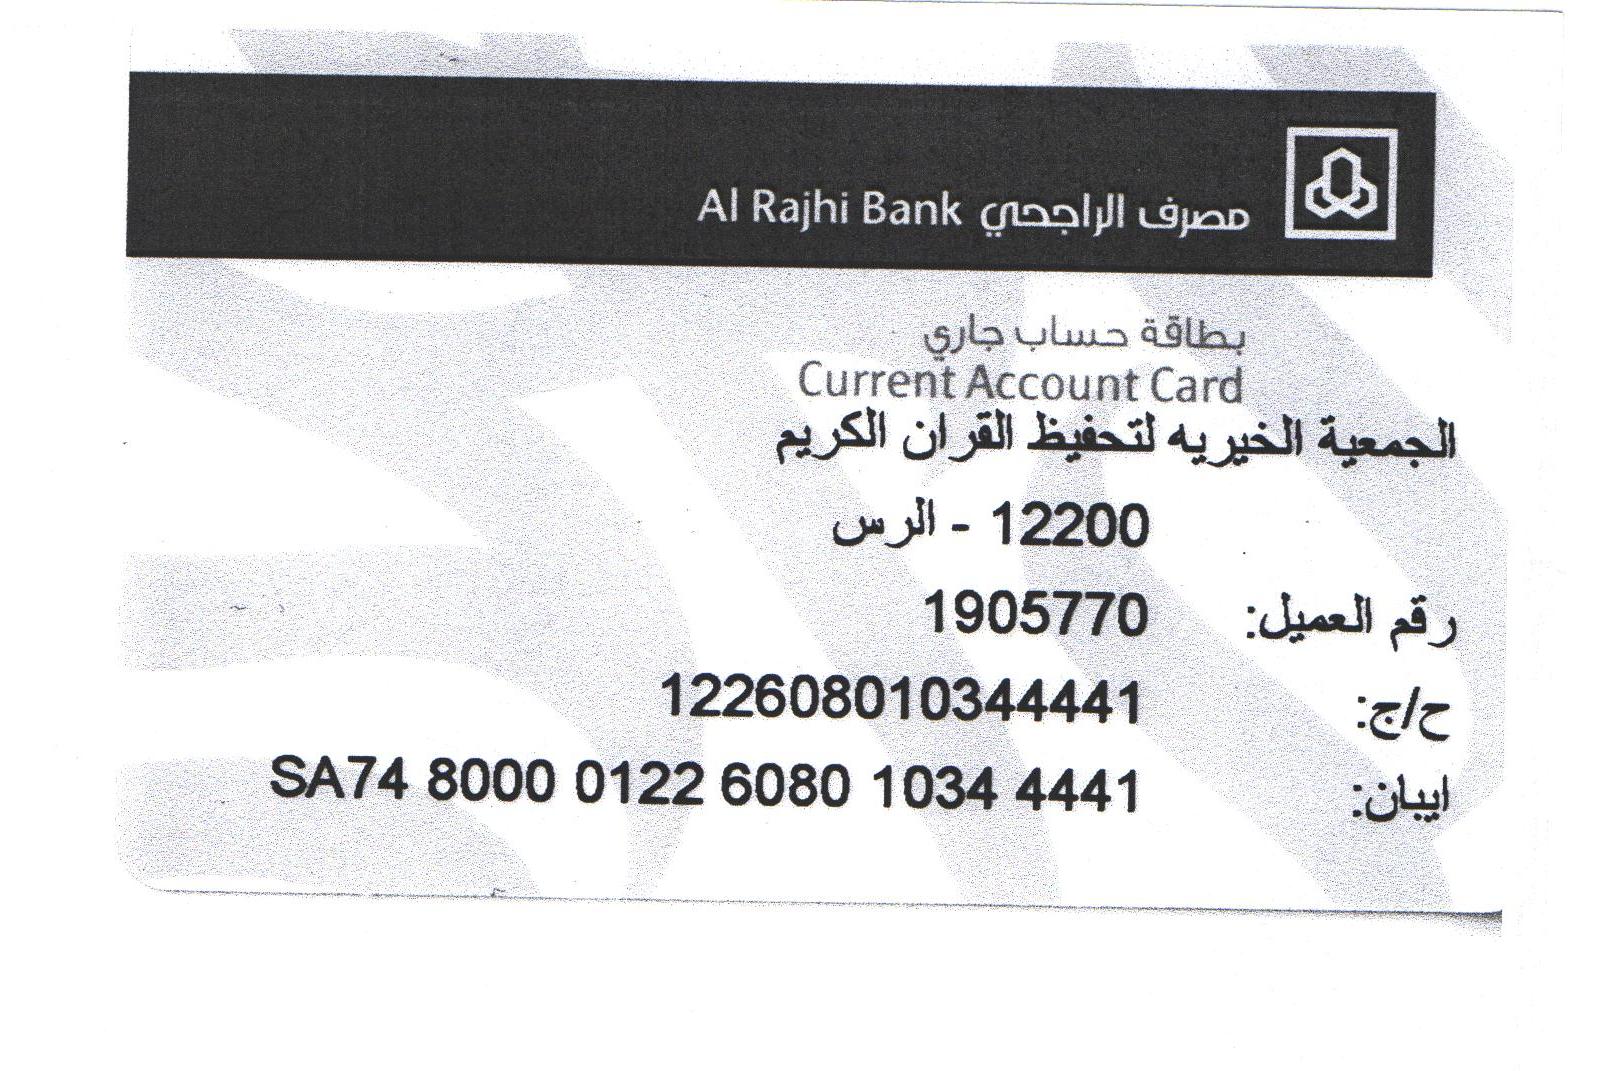 مصرف الراجحي Al Rajhi Bank
بطاقة حساب جاري
Current Account Card
الجمعية الخيريه لتحفيظ القران الكريم
12200 - الرس
رقم العميل: 1905770
ح/ج: 122608010344441
ايبان: SA74 8000 0122 6080 1034 4441